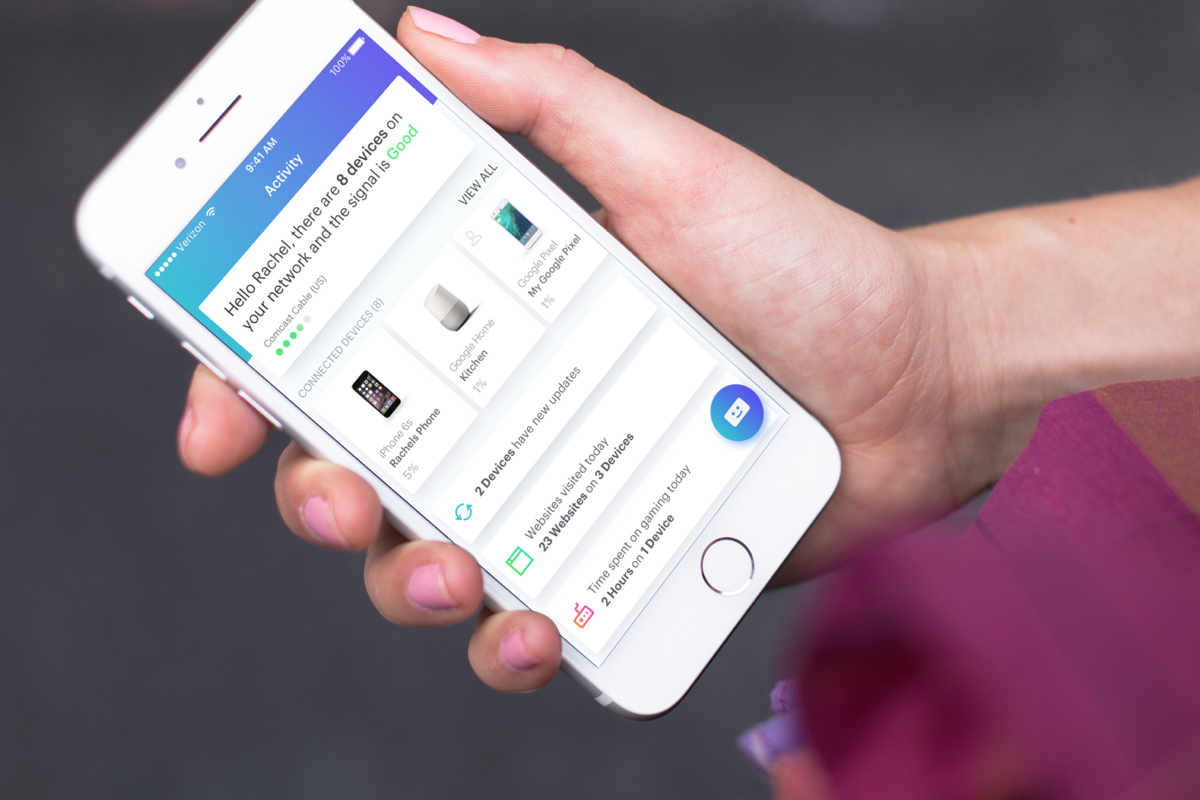 Verizon
9:41 AM
100%
Activity
Hello Rachel, there are 8 devices on
your network and the signal is Good
Comcast Cable (US)
CONNECTED DEVICES (8)
VIEW ALL
iPhone 6s
Rachels Phone
5%
Google Home
Kitchen
1%
Google Pixel
My Google Pixel
1%
2 Devices have new updates
Websites visited today
23 Websites on 3 Devices
Time spent on gaming today
2 Hours on 1 Device